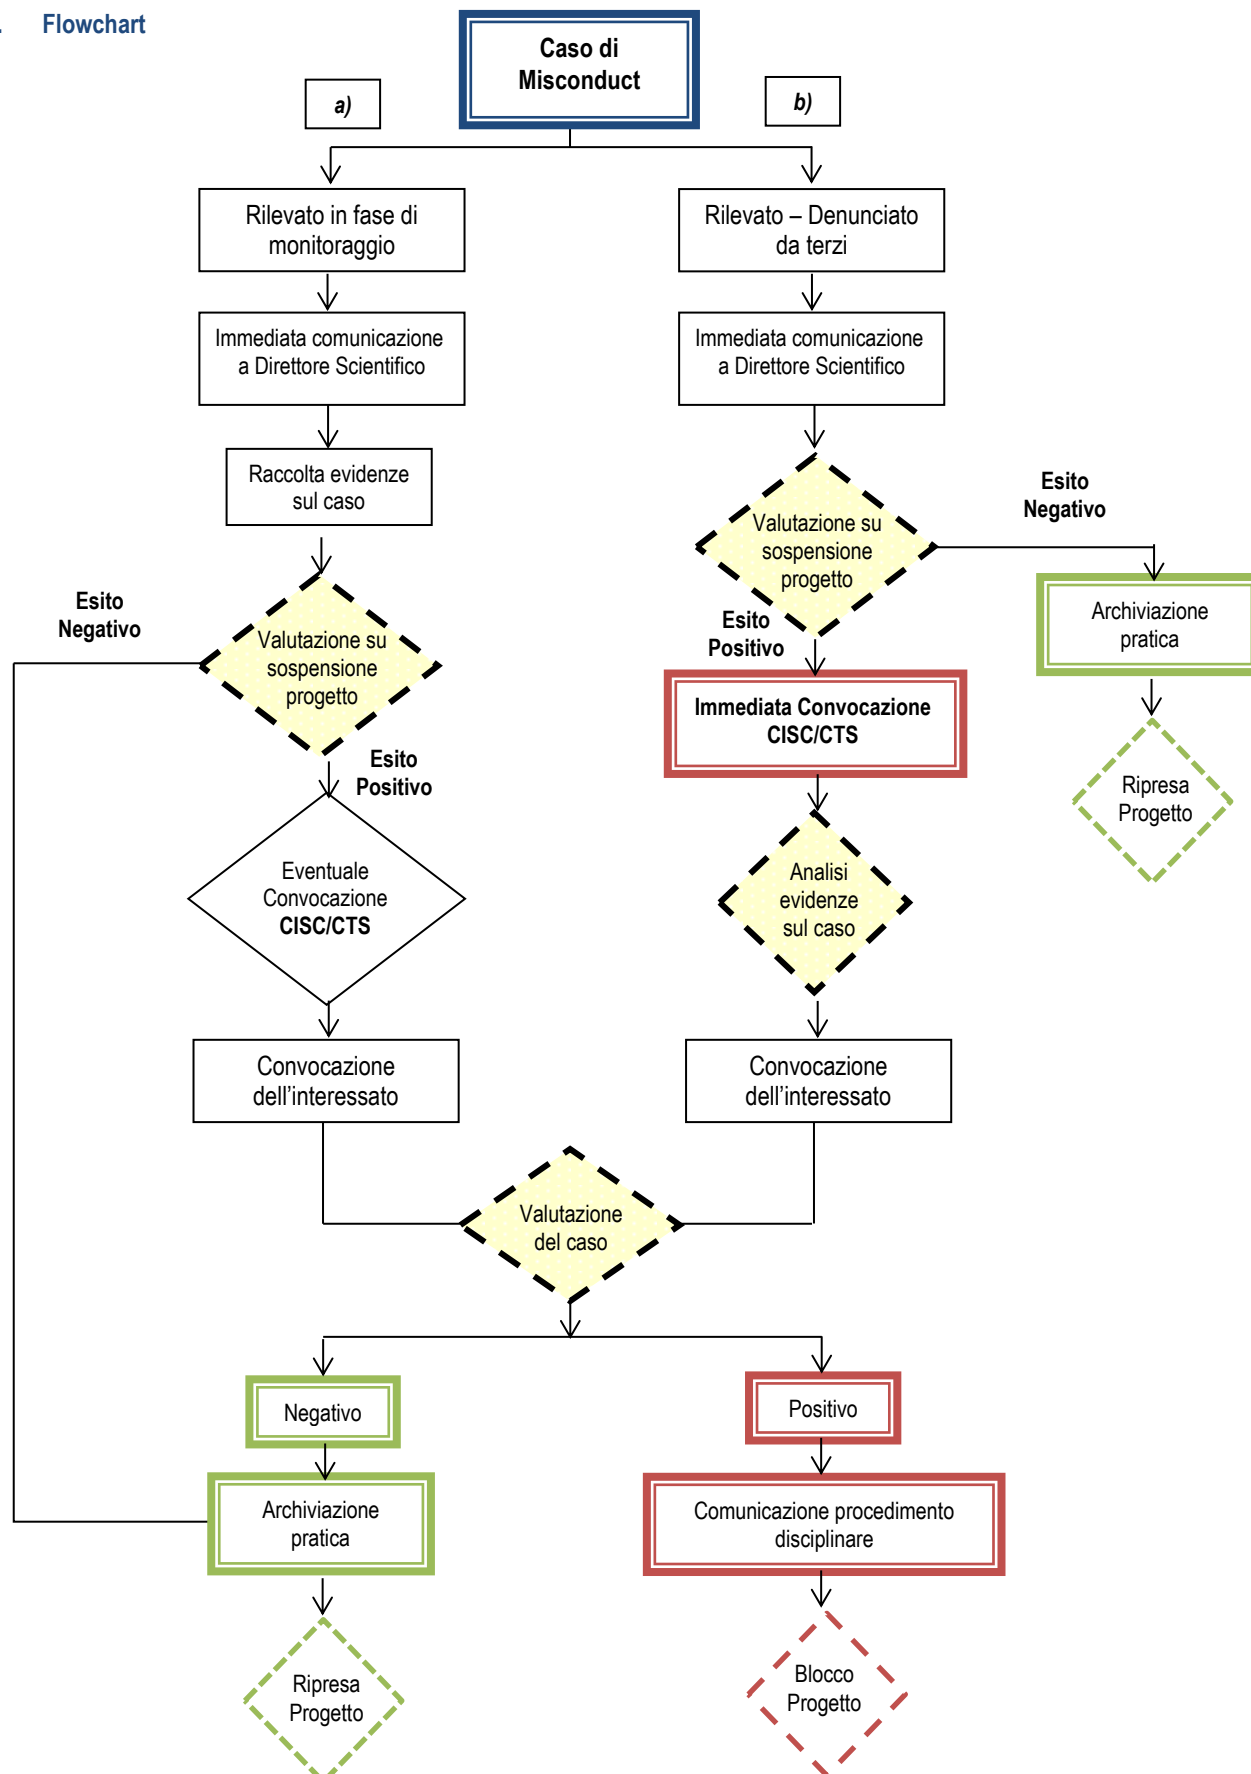 . Flowchart
Caso di
Misconduct
a)
b)
Rilevato in fase di
monitoraggio
Rilevato – Denunciato
da terzi
Immediata comunicazione
a Direttore Scientifico
Immediata comunicazione
a Direttore Scientifico
Raccolta evidenze
sul caso
Valutazione su
sospensione
progetto
Esito
Negativo
Esito
Negativo
Valutazione su
sospensione
progetto
Esito
Positivo
Archiviazione
pratica
Immediata Convocazione
CISC/CTS
Esito
Positivo
Ripresa
Progetto
Eventuale
Convocazione
CISC/CTS
Analisi
evidenze
sul caso
Convocazione
dell’interessato
Convocazione
dell’interessato
Valutazione
del caso
Negativo
Positivo
Archiviazione
pratica
Comunicazione procedimento
disciplinare
Ripresa
Progetto
Blocco
Progetto